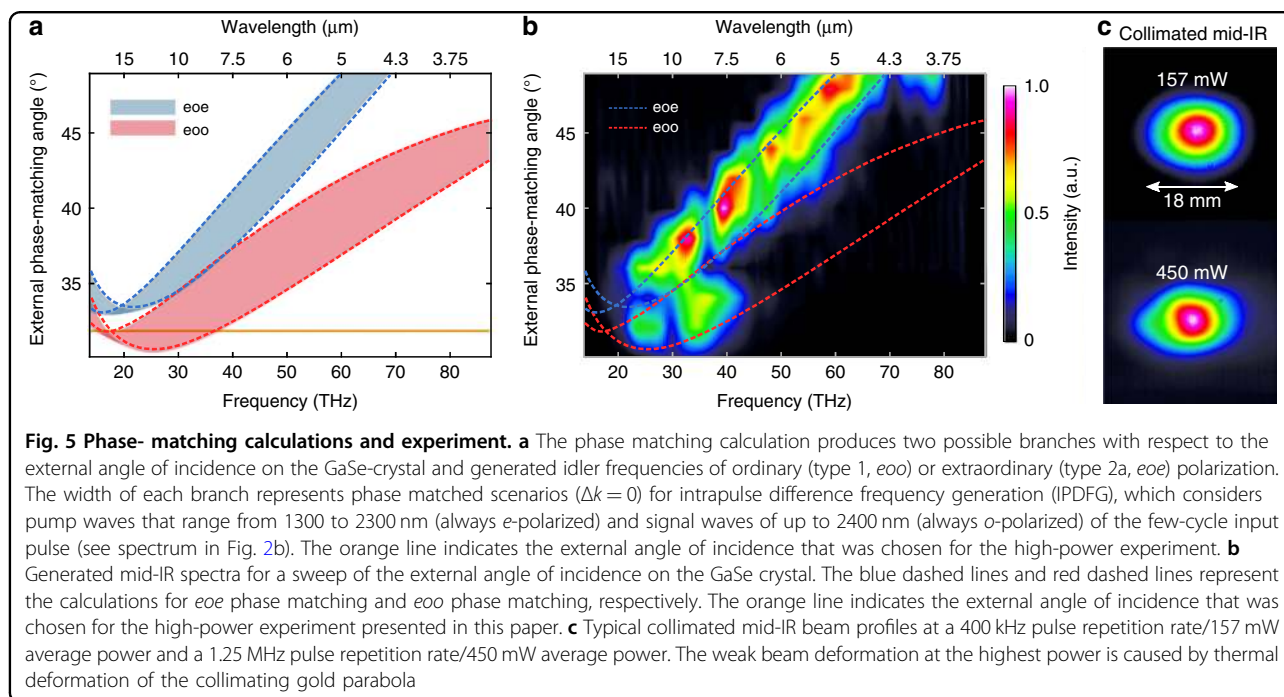 a
Wavelength (μm)
15 10 7.5 6 5 4.3 3.75
External phase-matching angle (°)
45
40
35
eoe
eoo
20 30 40 50 60 70 80
Frequency (THz)
b
Wavelength (μm)
15 10 7.5 6 5 4.3 3.75
External phase-matching angle (°)
45
40
35
eoe
eoo
20 30 40 50 60 70 80
Frequency (THz)
1.0
0.5
0
Intensity (a.u.)
c
Collimated mid-IR
157 mW
18 mm
450 mW
Fig. 5 Phase- matching calculations and experiment. a The phase matching calculation produces two possible branches with respect to the
external angle of incidence on the GaSe-crystal and generated idler frequencies of ordinary (type 1, eoo) or extraordinary (type 2a, eoe) polarization.
The width of each branch represents phase matched scenarios (Δk = 0) for intrapulse difference frequency generation (IPDFG), which considers
pump waves that range from 1300 to 2300 nm (always e-polarized) and signal waves of up to 2400 nm (always o-polarized) of the few-cycle input
pulse (see spectrum in Fig. 2b). The orange line indicates the external angle of incidence that was chosen for the high-power experiment. b
Generated mid-IR spectra for a sweep of the external angle of incidence on the GaSe crystal. The blue dashed lines and red dashed lines represent
the calculations for eoe phase matching and eoo phase matching, respectively. The orange line indicates the external angle of incidence that was
chosen for the high-power experiment presented in this paper. c Typical collimated mid-IR beam profiles at a 400 kHz pulse repetition rate/157 mW
average power and a 1.25 MHz pulse repetition rate/450 mW average power. The weak beam deformation at the highest power is caused by thermal
deformation of the collimating gold parabola